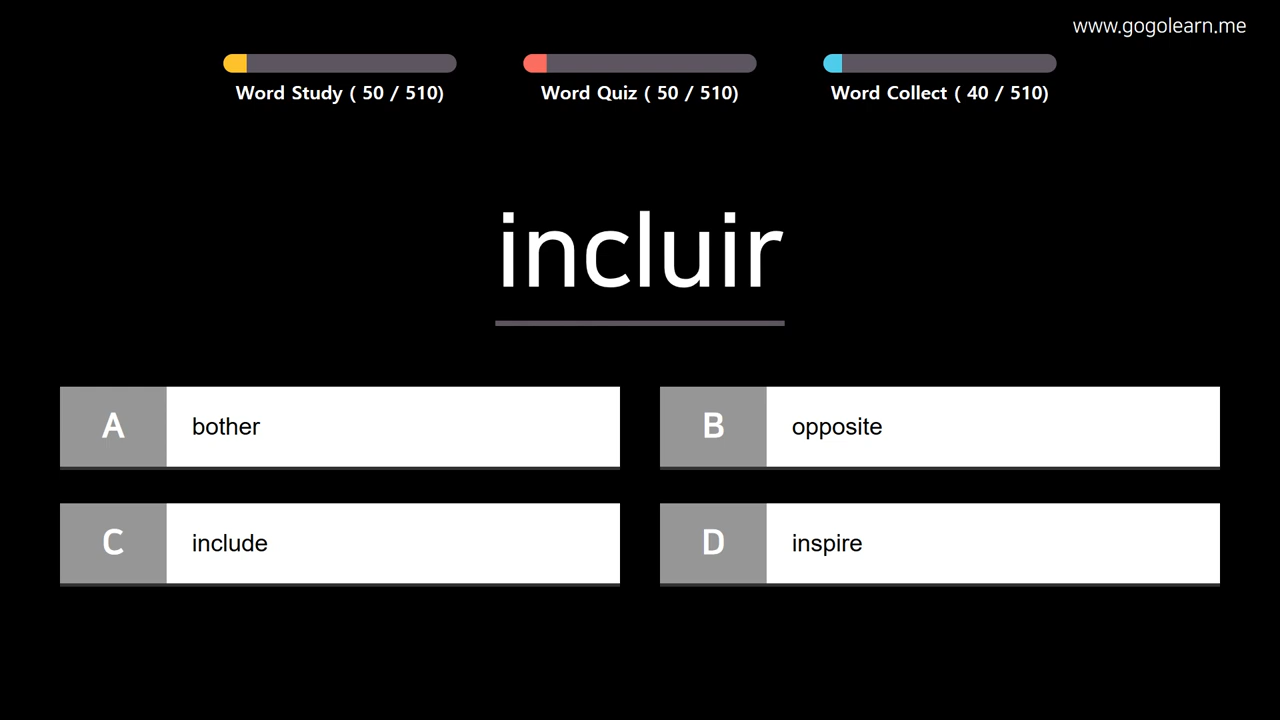 www.gogolearn.me
Word Study ( 50 / 510)
Word Quiz ( 50 / 510)
Word Collect ( 40 / 510)
incluir
A bother
B opposite
C include
D inspire